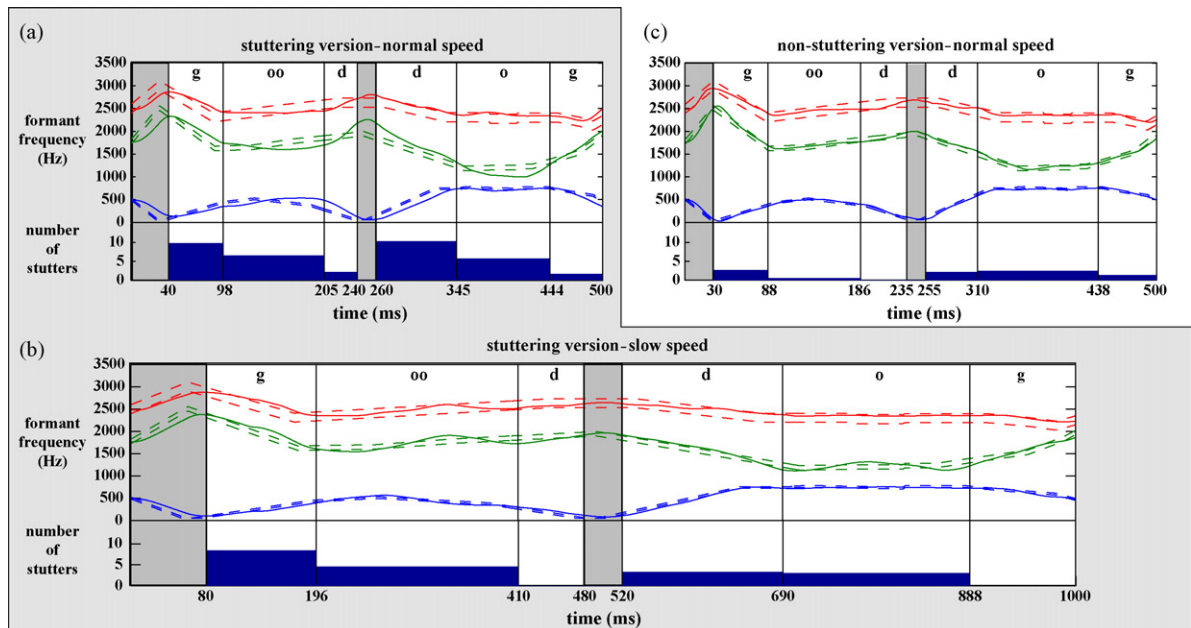 (a)
stuttering version-normal speed
g oo d d o g
3500
3000
2500
2000
1500
1000
500
0
formant
frequency
(Hz)
number
of
stutters
10
5
0
40 98 205 240 260 345 444 500
time (ms)
(c)
non-stuttering version-normal speed
g oo d d o g
3500
3000
2500
2000
1500
1000
500
0
10
5
0
30 88 186 235 255 310 438 500
time (ms)
(b)
stuttering version-slow speed
g oo d d o g
3500
3000
2500
2000
1500
1000
500
0
formant
frequency
(Hz)
number
of
stutters
10
5
0
80 196 410 480 520 690 888 1000
time (ms)